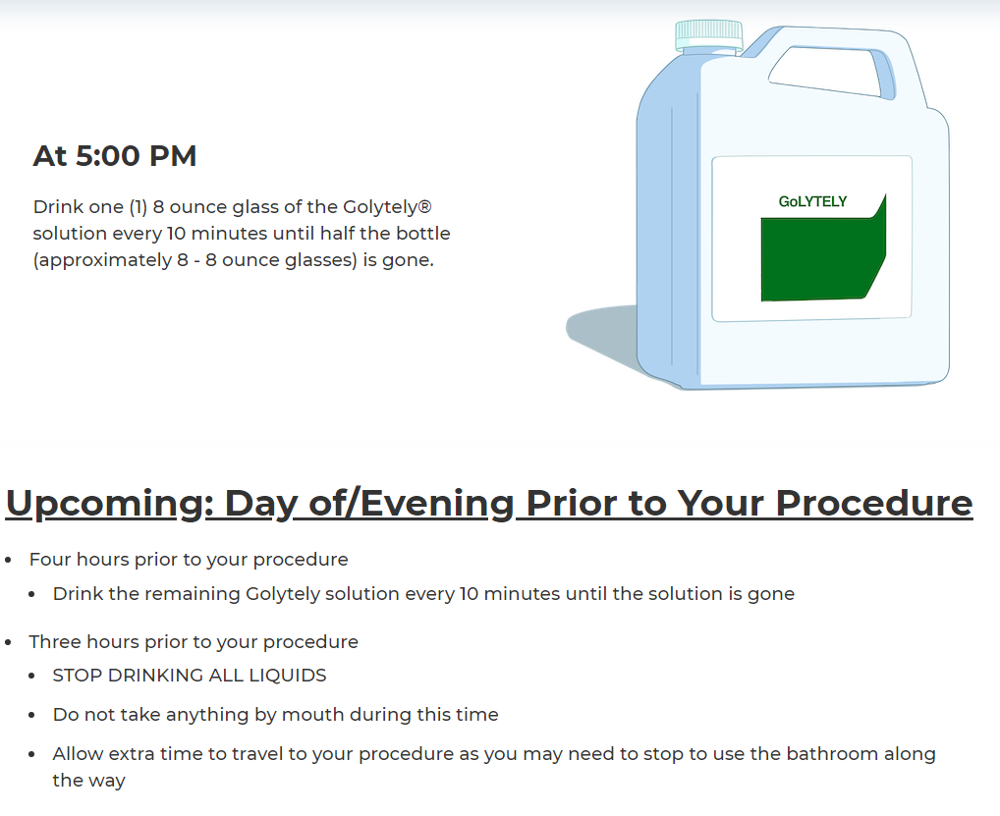 At 5:00 PM
Drink one (1) 8 ounce glass of the Golytely®
solution every 10 minutes until half the bottle
(approximately 8 - 8 ounce glasses) is gone.
GoLYTELY
Upcoming: Day of/Evening Prior to Your Procedure
• Four hours prior to your procedure
• Drink the remaining Golytely solution every 10 minutes until the solution is gone
• Three hours prior to your procedure
• STOP DRINKING ALL LIQUIDS
• Do not take anything by mouth during this time
• Allow extra time to travel to your procedure as you may need to stop to use the bathroom along
the way